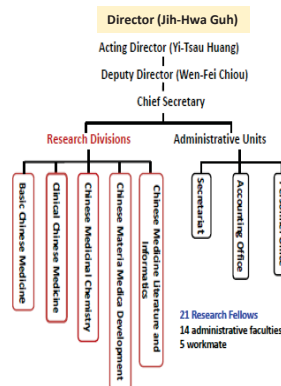 Director (Jih-Hwa Guh)
Acting Director (Yi-Tsau Huang)
Deputy Director (Wen-Fei Chiou)
Chief Secretary
Research Divisions
Administrative Units
Basic Chinese Medicine
Clinical Chinese Medicine
Chinese Medicinal Chemistry
Chinese Materia Medica Development
Chinese Medicine Literature and
Informatics
Secretariat
Accounting Office
21 Research Fellows
14 administrative faculties
5 workmate